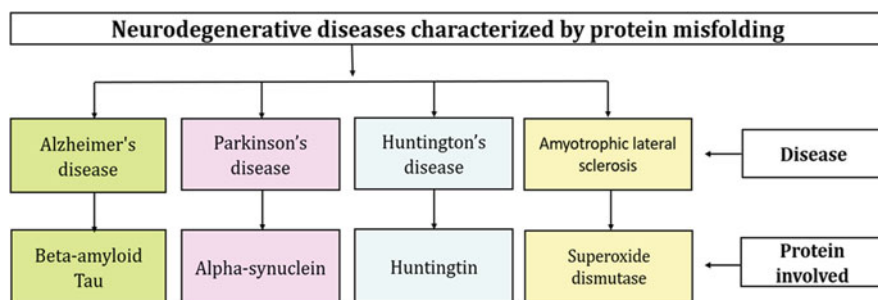 Neurodegenerative diseases characterized by protein misfolding
Alzheimer's
disease
Parkinson’s
disease
Huntington’s
disease
Amyotrophic lateral
sclerosis
Disease
Beta-amyloid
Tau
Alpha-synuclein
Huntingtin
Superoxide
dismutase
Protein
involved